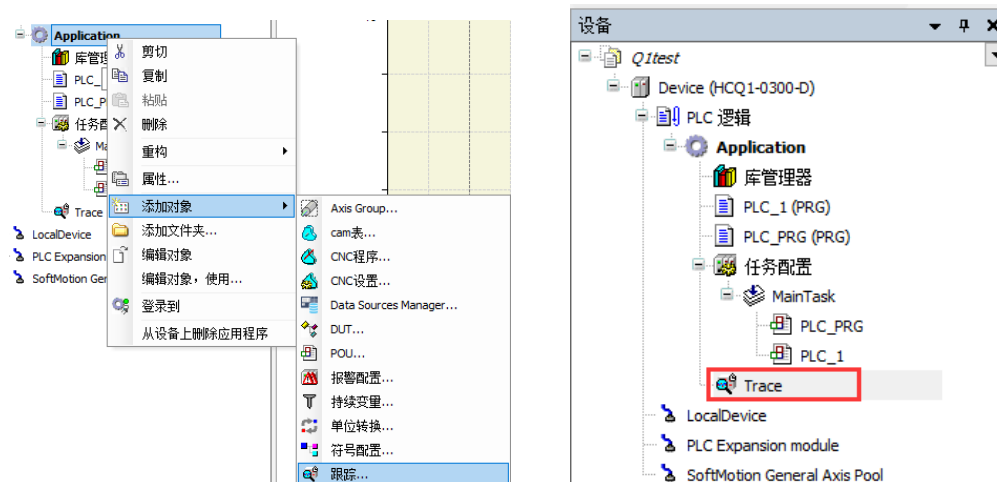 Application
库管理
PLC_
PLC_P
任务配
Ma
Trace
LocalDevice
PLC Expansion
SoftMotion Gen
剪切
复制
粘贴
删除
重构
属性...
添加对象
添加文件夹...
编辑对象
编辑对象，使用...
登录到
从设备上删除应用程序
Axis Group...
cam表...
CNC程序...
CNC设置...
Data Sources Manager...
DUT...
POU...
报警配置...
持续变量...
单位转换...
符号配置...
跟踪...
设备
Q1test
Device (HCQ1-0300-D)
PLC 逻辑
Application
库管理器
PLC_1 (PRG)
PLC_PRG (PRG)
任务配置
MainTask
PLC_PRG
PLC_1
Trace
LocalDevice
PLC Expansion module
SoftMotion General Axis Pool